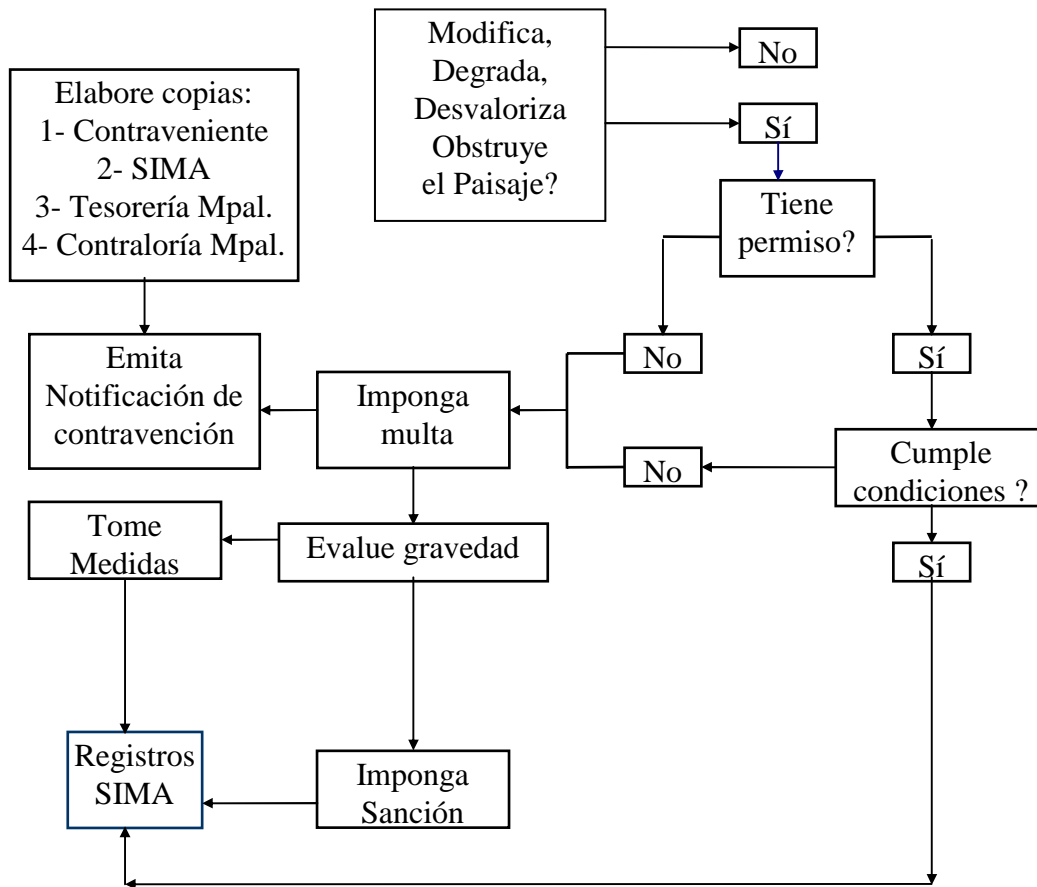 Modifica,
Degrada,
Desvaloriza
Obstruye
el Paisaje?
No
Sí
Elabore copias:
1- Contraveniente
2- SIMA
3- Tesorería Mpal.
4- Contraloría Mpal.
Tiene
permiso?
No
Sí
Emita
Notificación de
contravención
Imponga
multa
No
Cumple
condiciones ?
Tome
Medidas
Evalue gravedad
Sí
Registros
SIMA
Imponga
Sanción